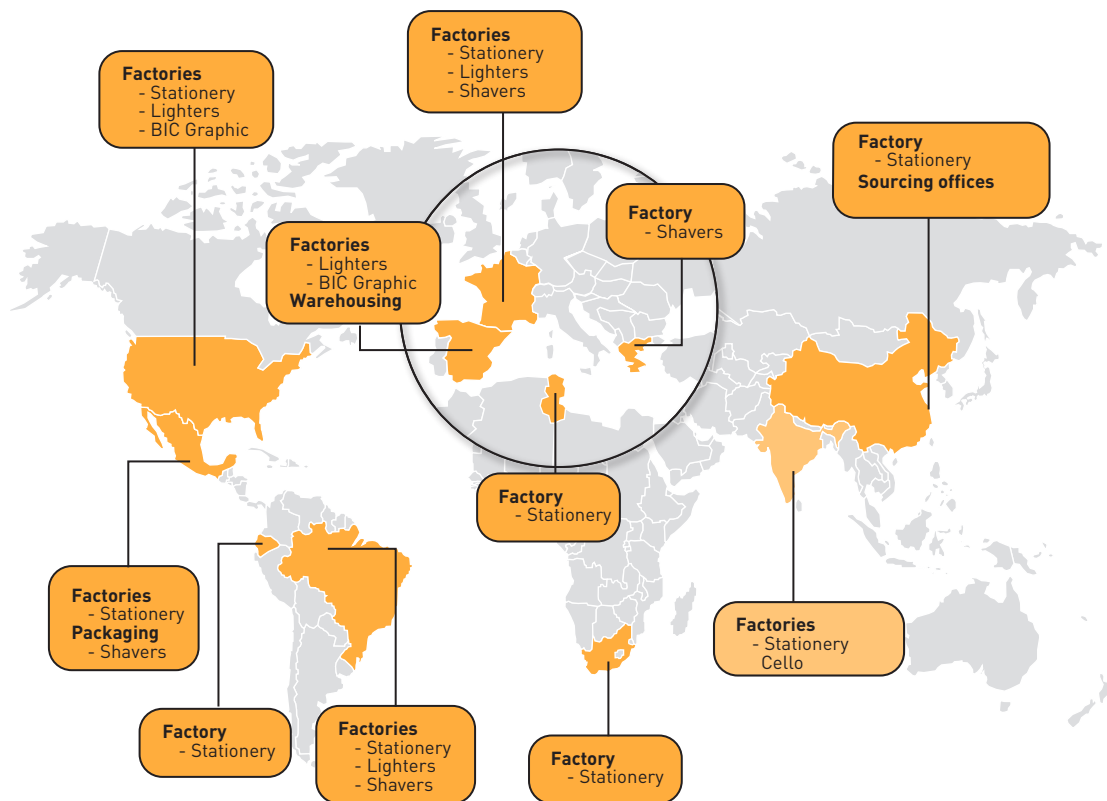 Factories
- Stationery
- Lighters
- BIC Graphic
Factories
- Stationery
- Lighters
- Shavers
Factory
- Stationery
Sourcing offices
Factories
- Lighters
- BIC Graphic
Warehousing
Factory
- Shavers
Factory
- Stationery
Factories
- Stationery
Packaging
- Shavers
Factories
- Stationery
Cello
Factory
- Stationery
Factories
- Stationery
- Lighters
- Shavers
Factory
- Stationery